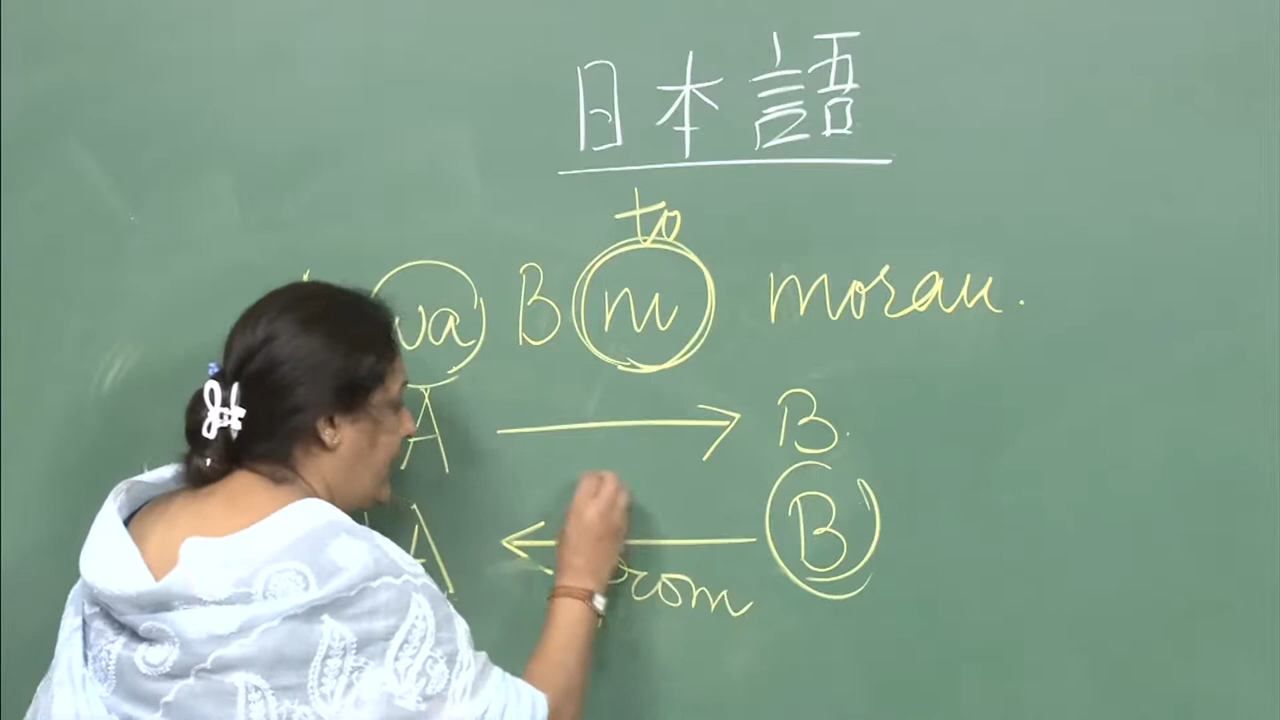 日本語
to
wa B ni morau.
A → B.
A ← B
from